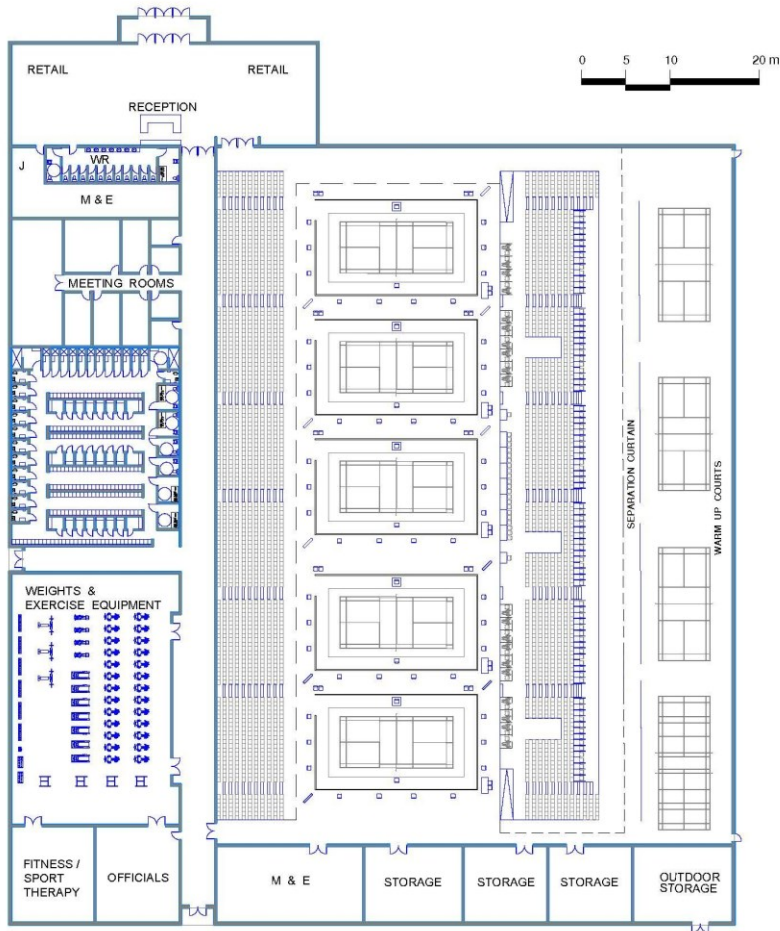 RETAIL
RETAIL
RECEPTION
0 5 10 20 m
J
WR
M & E
MEETING ROOMS
SEPARATION CURTAIN
WARM UP COURTS
WEIGHTS &
EXERCISE EQUIPMENT
FITNESS /
SPORT
THERAPY
OFFICIALS
M & E
STORAGE
STORAGE
STORAGE
OUTDOOR
STORAGE